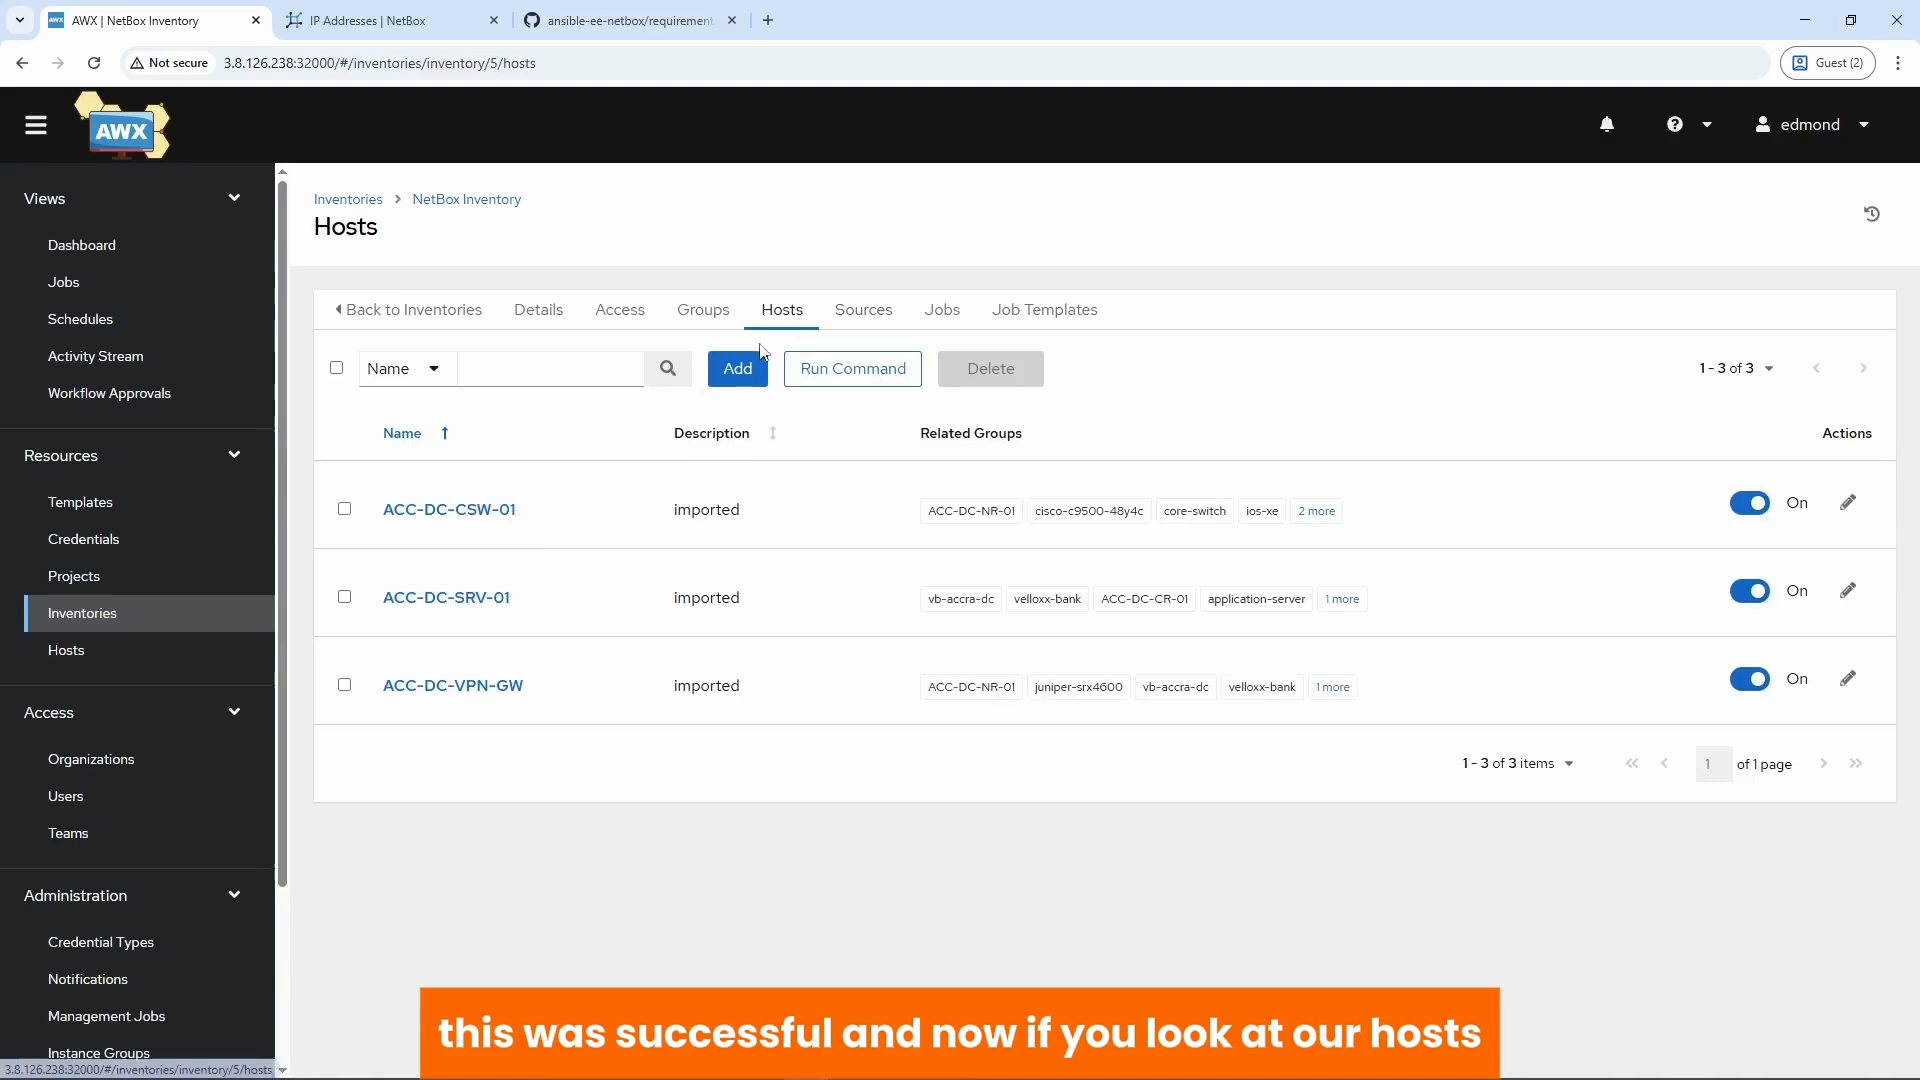 AWX | NetBox Inventory
IP Addresses | NetBox
ansible-ee-netbox/requirement
Not secure
3.8.126.238:32000/#/inventories/inventory/5/hosts
Guest (2)
AWX
edmond
Views
Dashboard
Jobs
Schedules
Activity Stream
Workflow Approvals
Resources
Templates
Credentials
Projects
Inventories
Hosts
Access
Organizations
Users
Teams
Administration
Credential Types
Notifications
Management Jobs
Instance Groups
3.8.126.238:32000/#/inventories/inventory/5/hosts
Inventories > NetBox Inventory
Hosts
Back to Inventories Details Access Groups Hosts Sources Jobs Job Templates
Name Add Run Command Delete 1 - 3 of 3
Name Description Related Groups Actions
ACC-DC-CSW-01 imported ACC-DC-NR-01 cisco-c9500-48y4c core-switch ios-xe 2 more On
ACC-DC-SRV-01 imported vb-accra-dc velloxx-bank ACC-DC-CR-01 application-server 1 more On
ACC-DC-VPN-GW imported ACC-DC-NR-01 juniper-srx4600 vb-accra-dc velloxx-bank 1 more On
1 - 3 of 3 items 1 of 1 page
this was successful and now if you look at our hosts